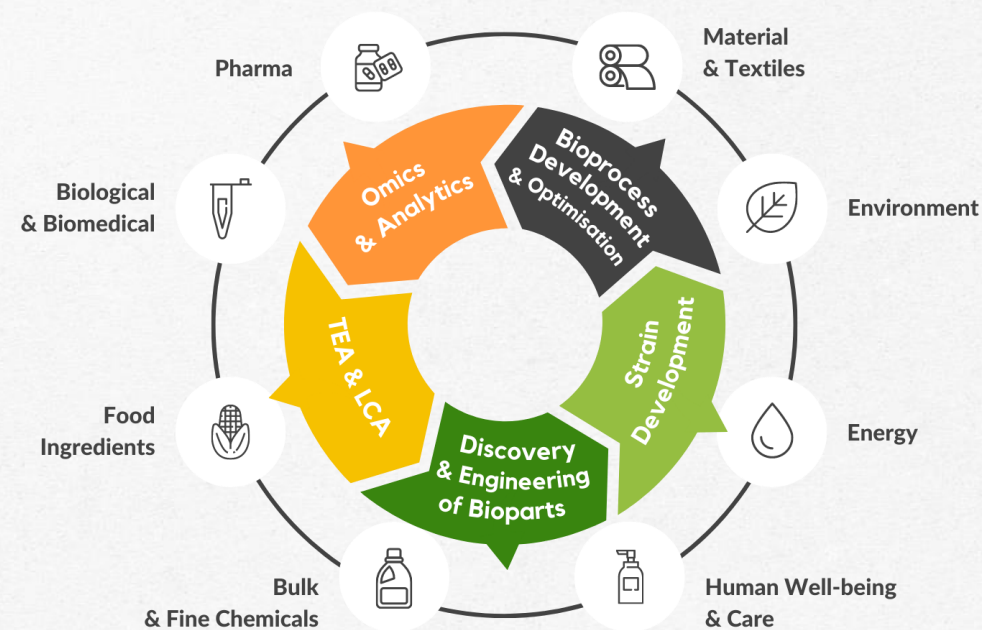 Material
& Textiles
Pharma
Bioprocess
Development
& Optimisation
Omics
& Analytics
Biological
& Biomedical
Environment
Strain
Development
TEA & LCA
Food
Ingredients
Energy
Discovery
& Engineering
of Bioparts
Bulk
& Fine Chemicals
Human Well-being
& Care